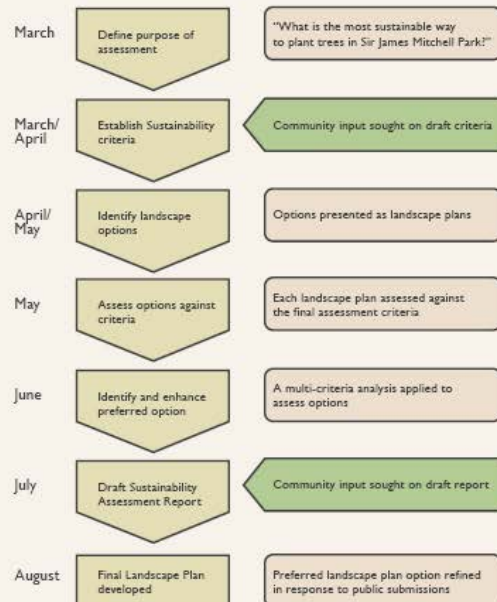 March
Define purpose of
assessment
“What is the most sustainable way
to plant trees in Sir James Mitchell Park?”
March/
April
Establish Sustainability
criteria
Community input sought on draft criteria
April/
May
Identify landscape
options
Options presented as landscape plans
May
Assess options against
criteria
Each landscape plan assessed against
the final assessment criteria
June
Identify and enhance
preferred option
A multi-criteria analysis applied to
assess options
July
Draft Sustainability
Assessment Report
Community input sought on draft report
August
Final Landscape Plan
developed
Preferred landscape plan option refined
in response to public submissions